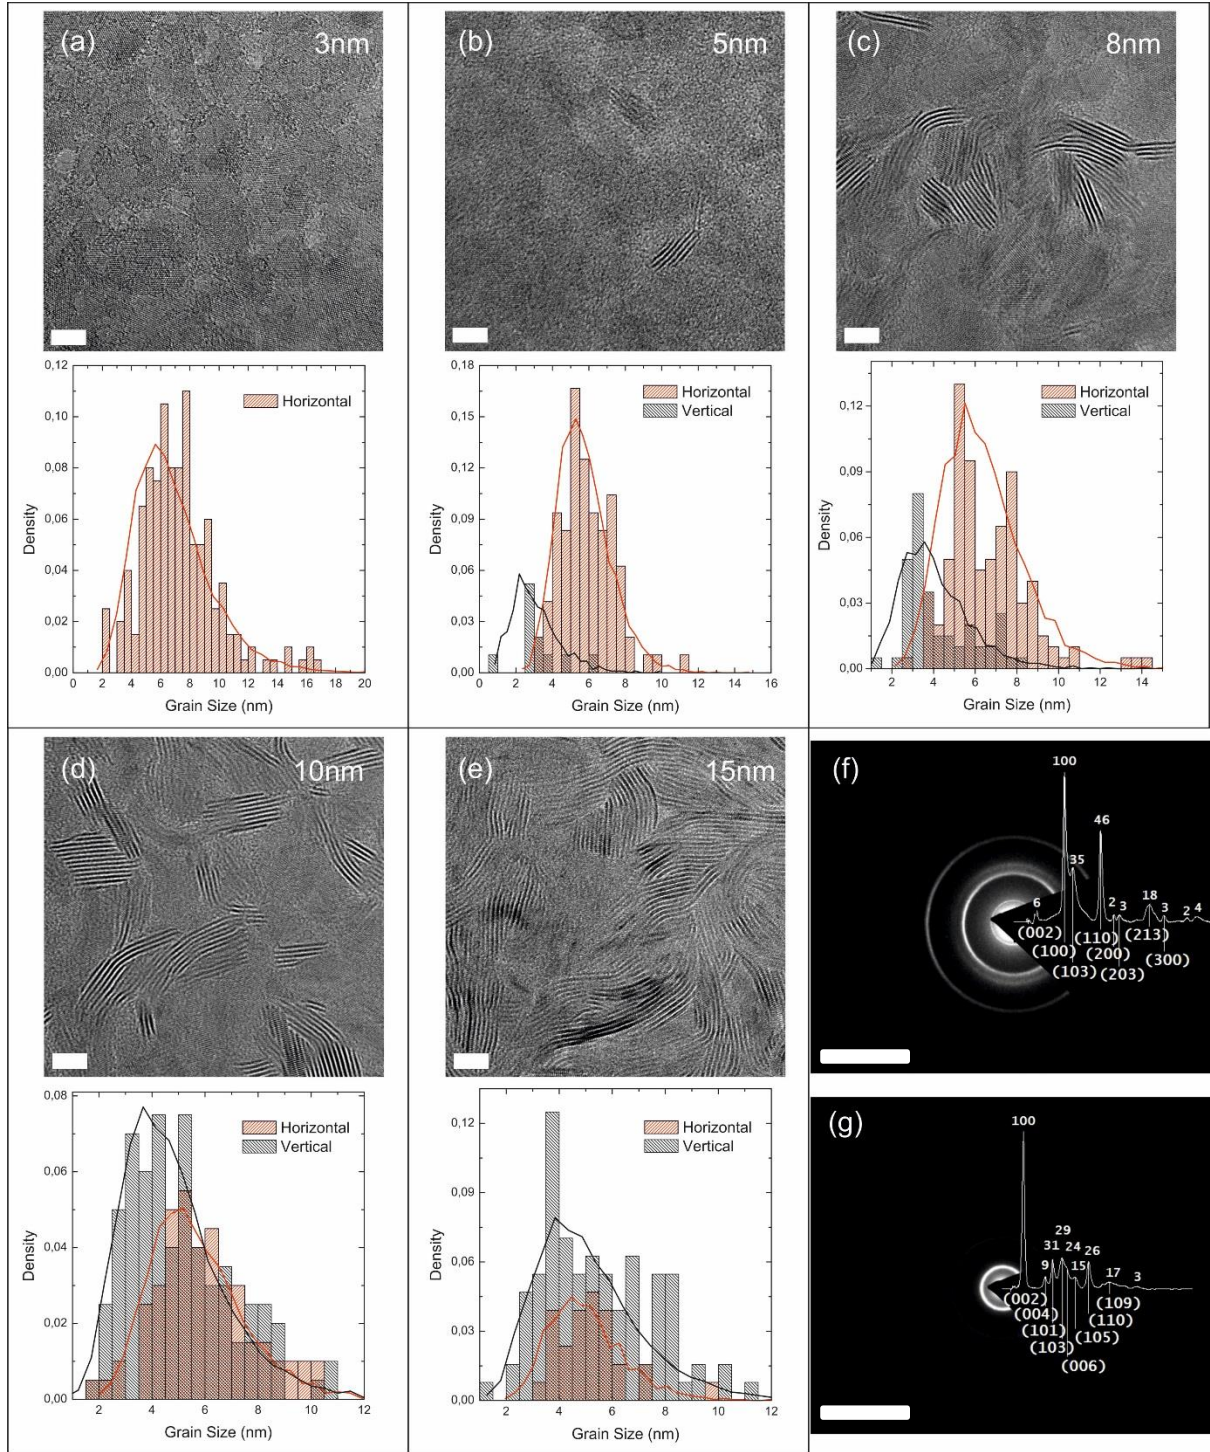 (a) 3nm
0,12
0,10
0,08
0,06
0,04
0,02
0,00
Density
Horizontal
0 2 4 6 8 10 12 14 16 18 20
Grain Size (nm)
(b) 5nm
0,18
0,15
0,12
0,09
0,06
0,03
0,00
Density
Horizontal
Vertical
0 2 4 6 8 10 12 14 16
Grain Size (nm)
(c) 8nm
0,12
0,09
0,06
0,03
0,00
Density
Horizontal
Vertical
2 4 6 8 10 12 14
Grain Size (nm)
(d) 10nm
0,08
0,06
0,04
0,02
0,00
Density
Horizontal
Vertical
2 4 6 8 10 12
Grain Size (nm)
(e) 15nm
0,12
0,09
0,06
0,03
0,00
Density
Horizontal
Vertical
2 4 6 8 10 12
Grain Size (nm)
(f)
100
46
35
6 2 3 18 3 2 4
(002) (110) (213)
(100) (200) (300)
(103) (203)
(g)
100
29
31 24 26
9 15 17 3
(002) (109)
(004) (110)
(101) (105)
(103)
(006)